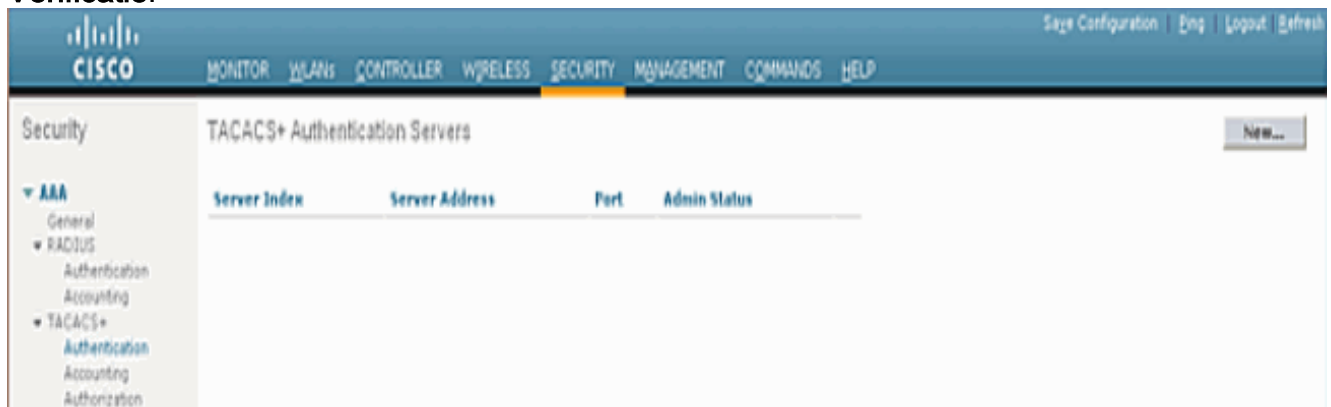 Verification
Save Configuration | Ping | Logout | Refresh
CISCO
MONITOR WLANs CONTROLLER WIRELESS SECURITY MANAGEMENT COMMANDS HELP
Security
TACACS+ Authentication Servers
New...
AAA
Server Index Server Address Port Admin Status
General
RADIUS
Authentication
Accounting
TACACS+
Authentication
Accounting
Authorization